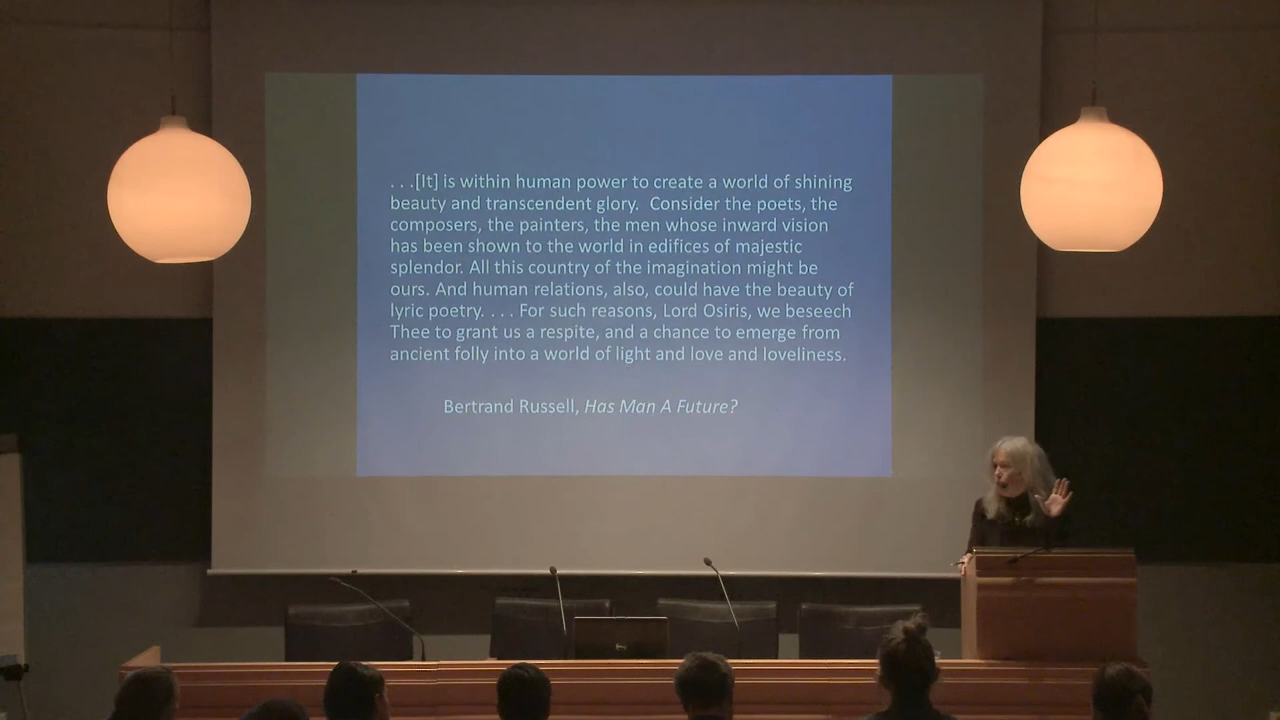 . . .[It] is within human power to create a world of shining
beauty and transcendent glory.  Consider the poets, the
composers, the painters, the men whose inward vision
has been shown to the world in edifices of majestic
splendor. All this country of the imagination might be
ours. And human relations, also, could have the beauty of
lyric poetry. . . . For such reasons, Lord Osiris, we beseech
Thee to grant us a respite, and a chance to emerge from
ancient folly into a world of light and love and loveliness.
Bertrand Russell, Has Man A Future?